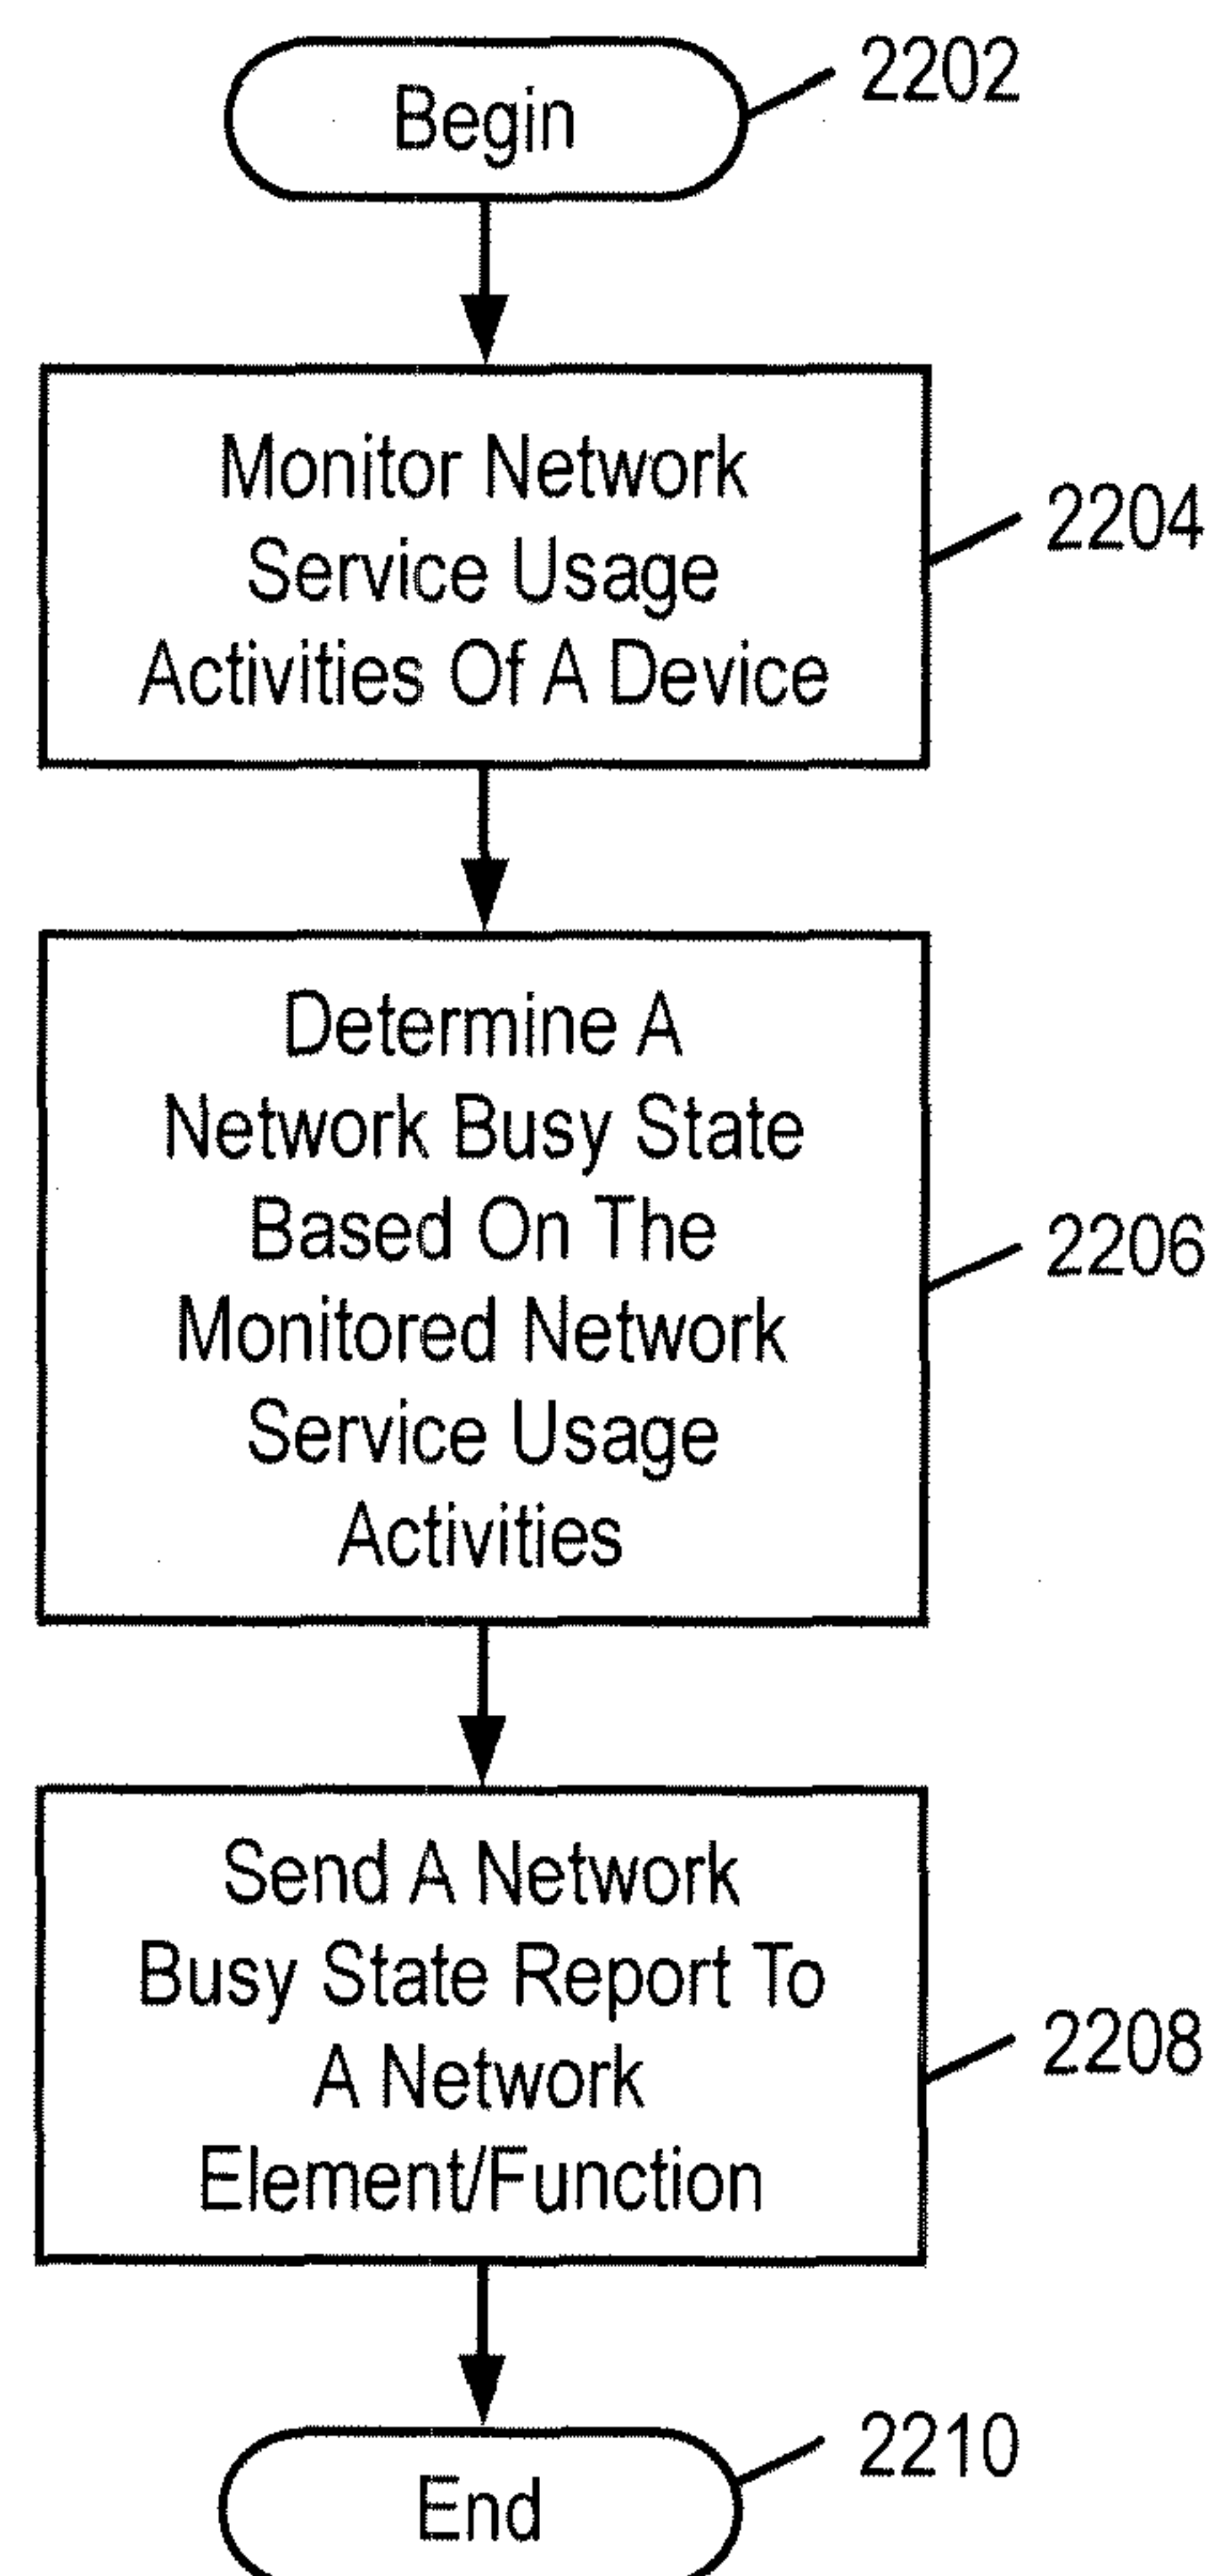 Begin
2202
Monitor Network
Service Usage
Activities Of A Device
2204
Determine A
Network Busy State
Based On The
Monitored Network
Service Usage
Activities
2206
Send A Network
Busy State Report To
A Network
Element/Function
2208
End
2210